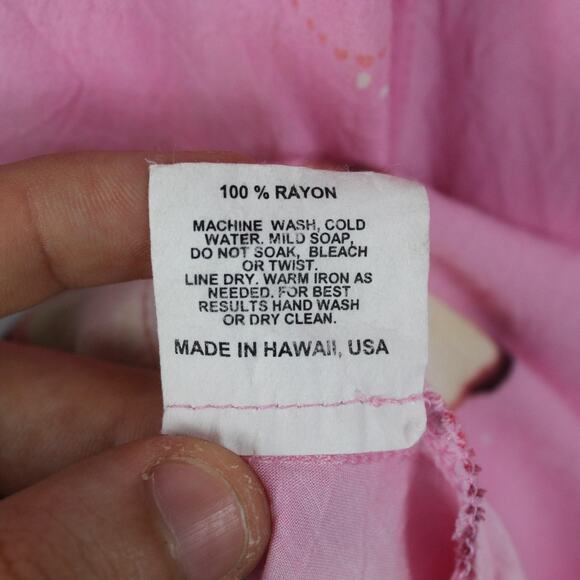 100 % RAYON
MACHINE WASH, COLD
WATER. MILD SOAP,
DO NOT SOAK, BLEACH
OR TWIST.
LINE DRY. WARM IRON AS
NEEDED. FOR BEST
RESULTS HAND WASH
OR DRY CLEAN.
MADE IN HAWAII, USA